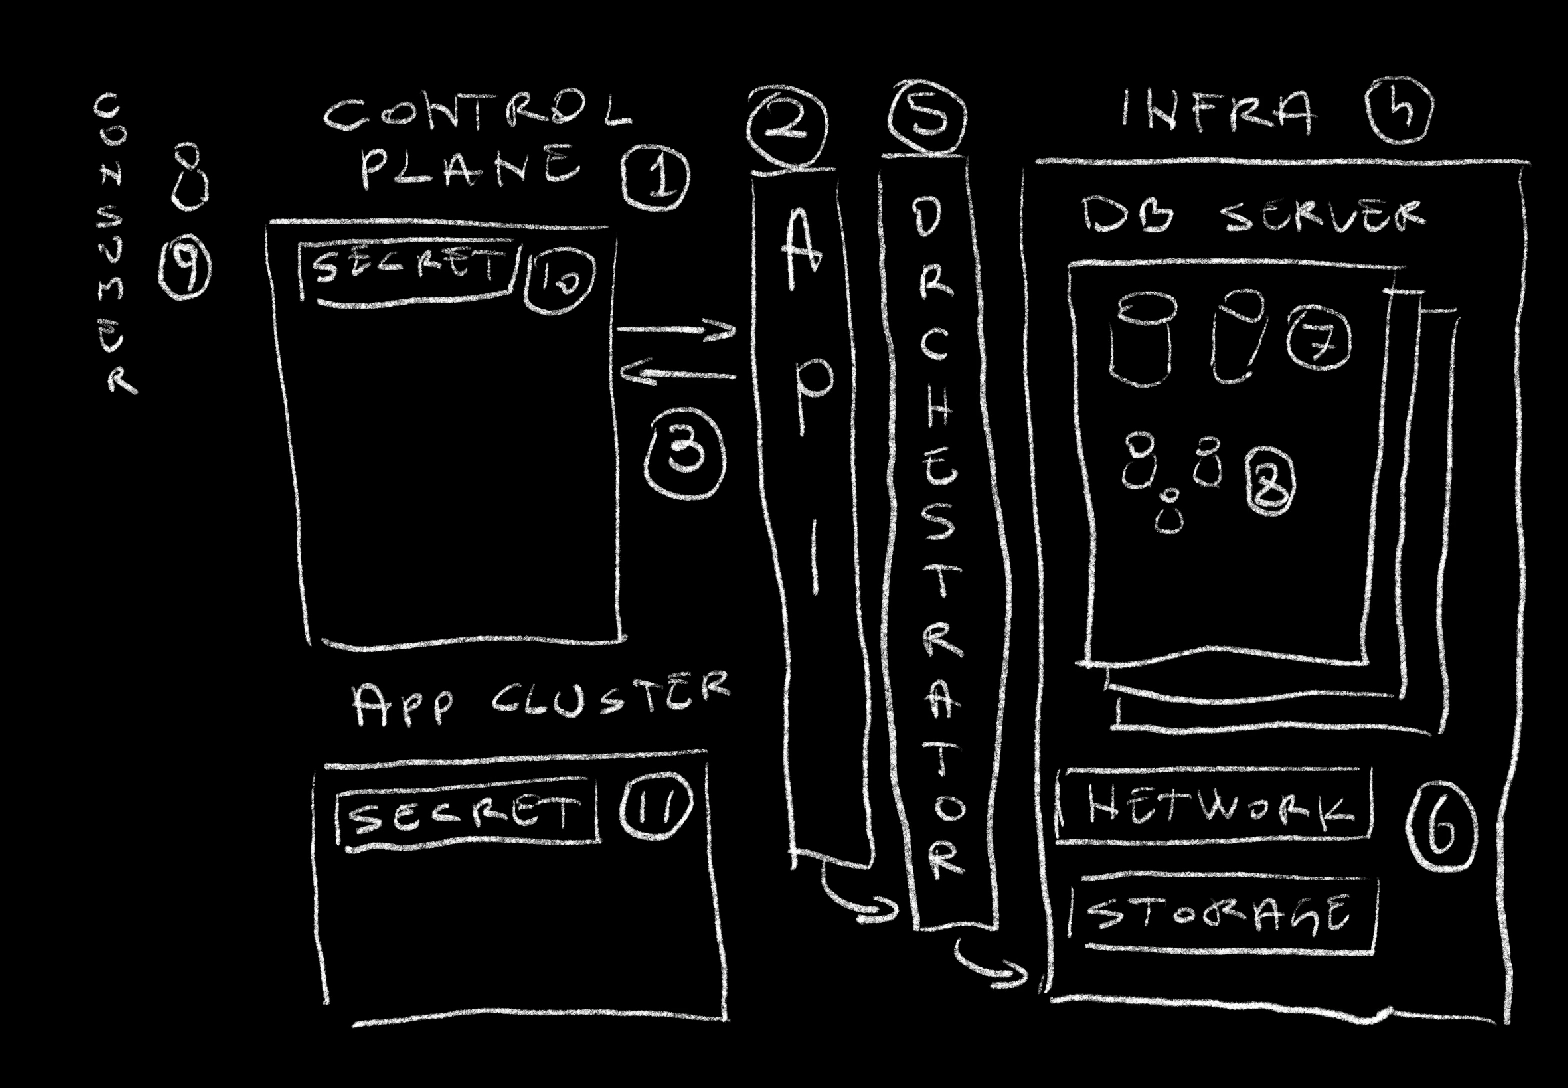 CONSUMER
9
CONTROL
PLANE 1
SECRET 10
3
APP CLUSTER
SECRET 11
2
API
5
ORCHESTRATOR
INFRA 4
DB SERVER
7
8
NETWORK
6
STORAGE